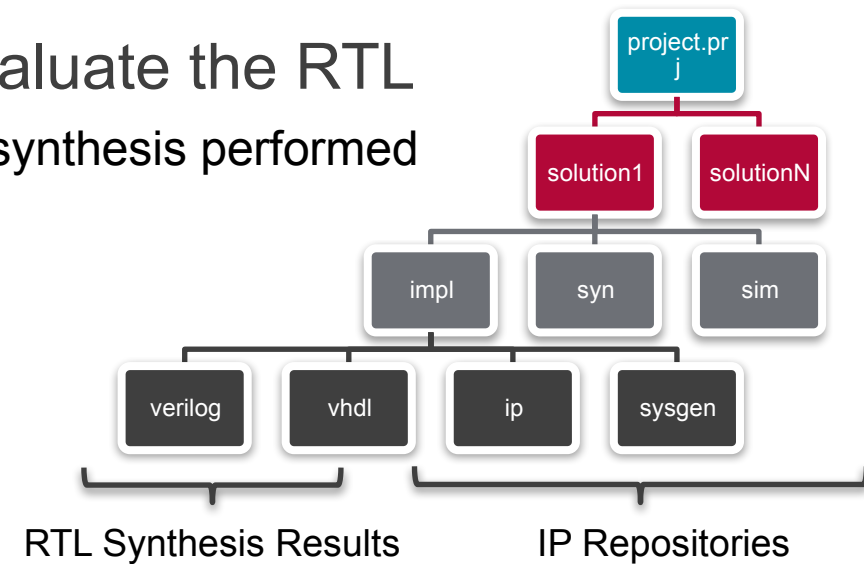 aluate the RTL
synthesis performed
project.pr
j
solution1
solutionN
impl
syn
sim
verilog
vhdl
ip
sysgen
RTL Synthesis Results
IP Repositories